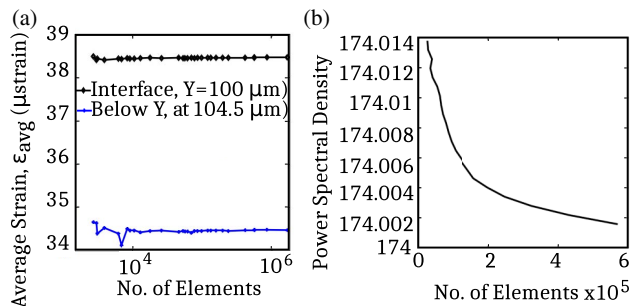 (a)
39
38
37
36
35
34
Average Strain, εavg (μstrain)
Interface, Y=100 μm)
Below Y, at 104.5 μm)
10^4
10^6
No. of Elements
(b)
174.014
174.012
174.01
174.008
174.006
174.004
174.002
174
Power Spectral Density
0
2
4
6
No. of Elements x10^5